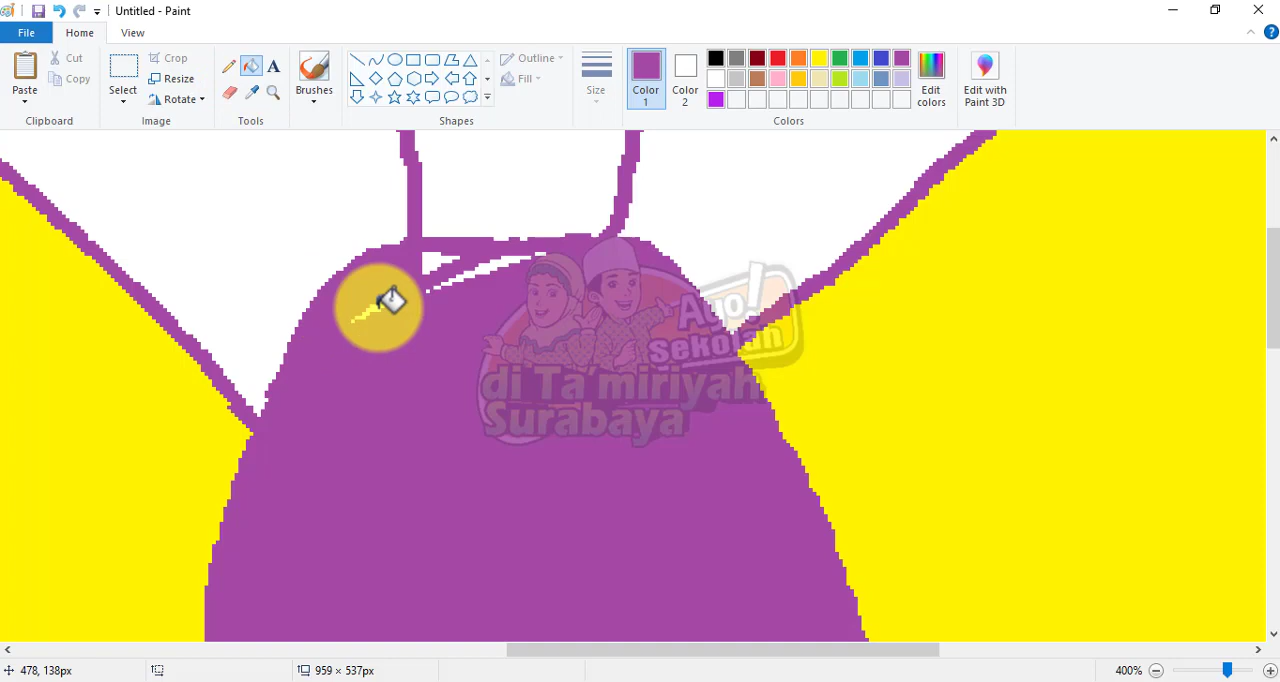 Untitled - Paint
File
Home
View
Paste
Cut
Copy
Clipboard
Select
Crop
Resize
Rotate
Image
Tools
Brushes
Shapes
Outline
Fill
Size
Color
1
Color
2
Edit
colors
Edit with
Paint 3D
Colors
Ayo!
Sekolah
di Ta'miriyah
Surabaya
478, 138px
959 × 537px
400%